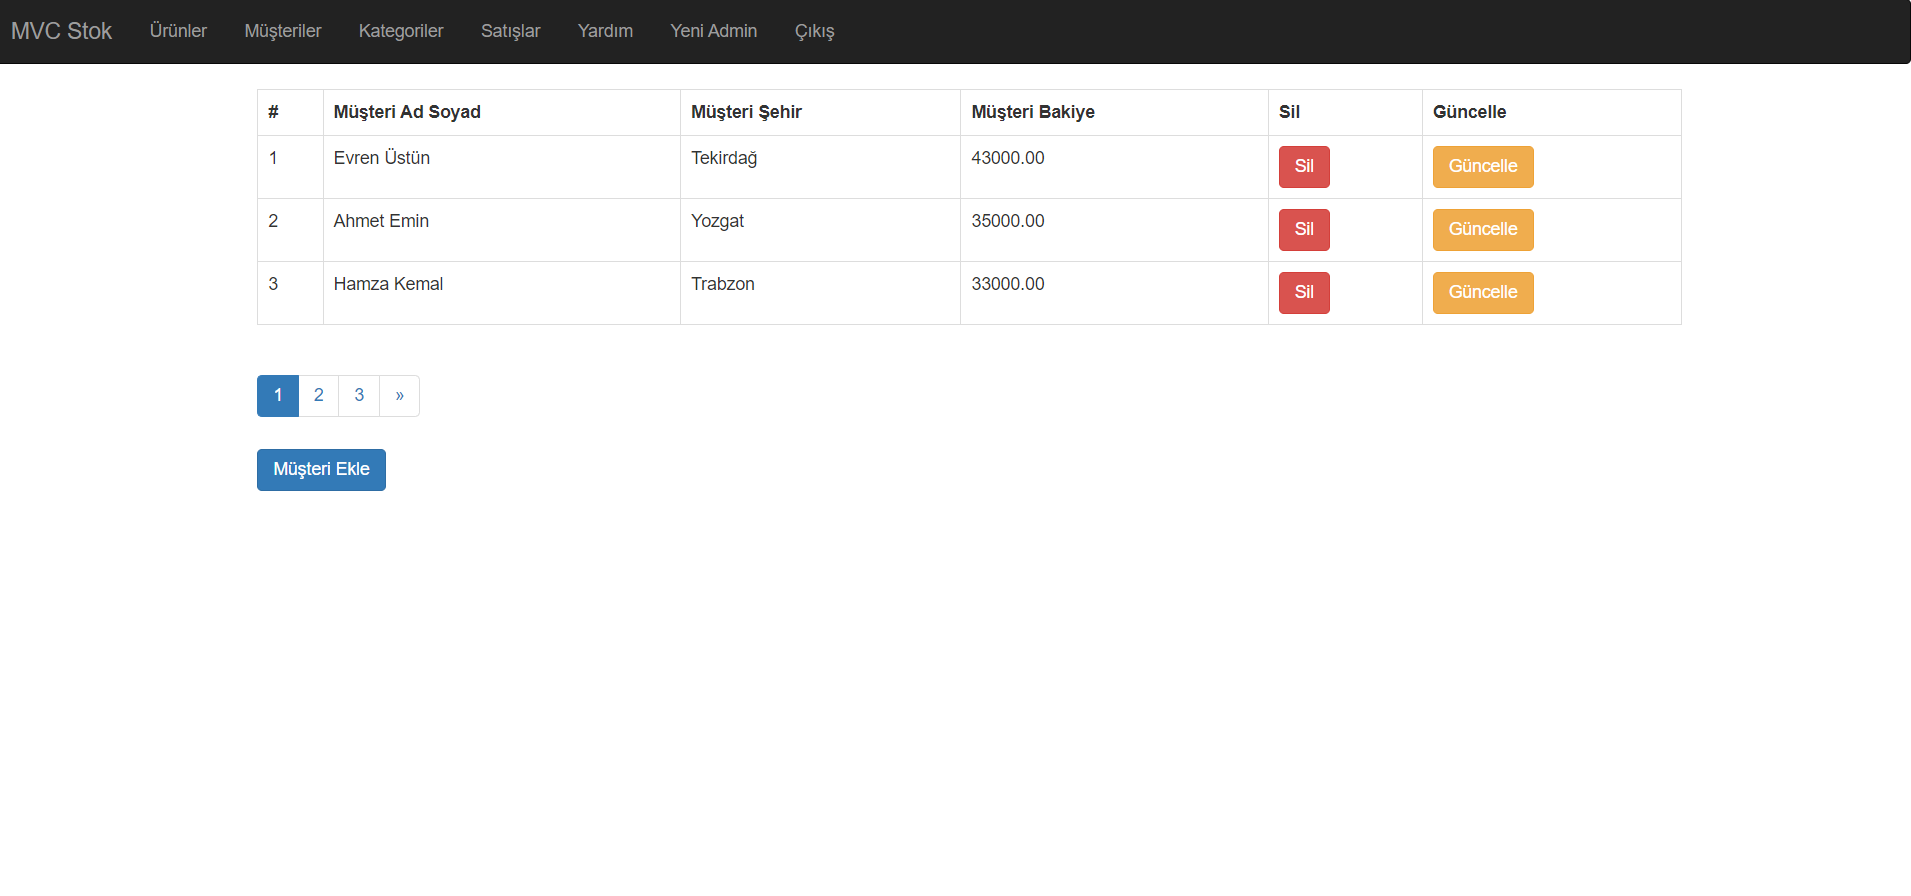 MVC Stok Ürünler Müşteriler Kategoriler Satışlar Yardım Yeni Admin Çıkış
# Müşteri Ad Soyad Müşteri Şehir Müşteri Bakiye Sil Güncelle
1 Evren Üstün Tekirdağ 43000.00 Sil Güncelle
2 Ahmet Emin Yozgat 35000.00 Sil Güncelle
3 Hamza Kemal Trabzon 33000.00 Sil Güncelle
1 2 3 »
Müşteri Ekle